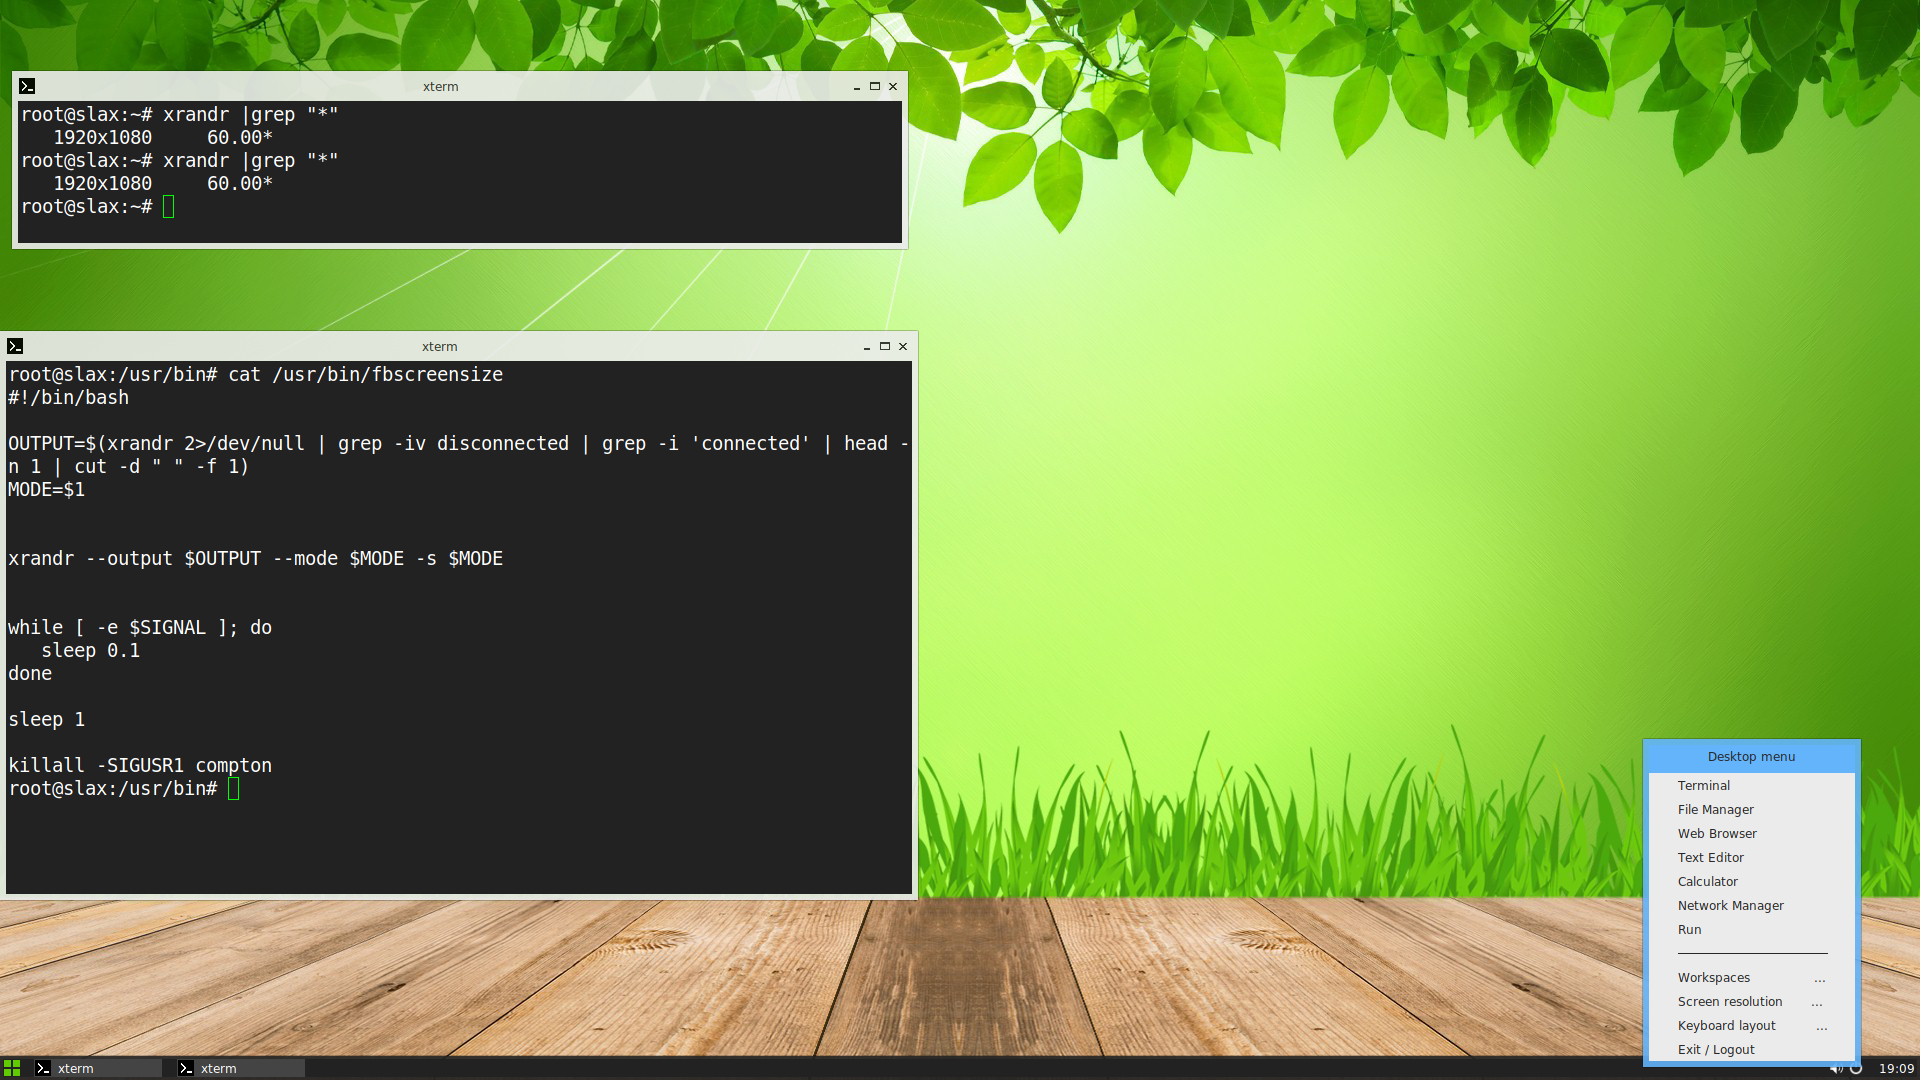 xterm
root@slax:~# xrandr |grep "*"
   1920x1080     60.00*
root@slax:~# xrandr |grep "*"
   1920x1080     60.00*
root@slax:~#
xterm
root@slax:/usr/bin# cat /usr/bin/fbscreensize
#!/bin/bash
OUTPUT=$(xrandr 2>/dev/null | grep -iv disconnected | grep -i 'connected' | head -
n 1 | cut -d " " -f 1)
MODE=$1
xrandr --output $OUTPUT --mode $MODE -s $MODE
while [ -e $SIGNAL ]; do
   sleep 0.1
done
sleep 1
killall -SIGUSR1 compton
root@slax:/usr/bin#
Desktop menu
Terminal
File Manager
Web Browser
Text Editor
Calculator
Network Manager
Run
Workspaces ...
Screen resolution ...
Keyboard layout ...
Exit / Logout
xterm
xterm
19:09